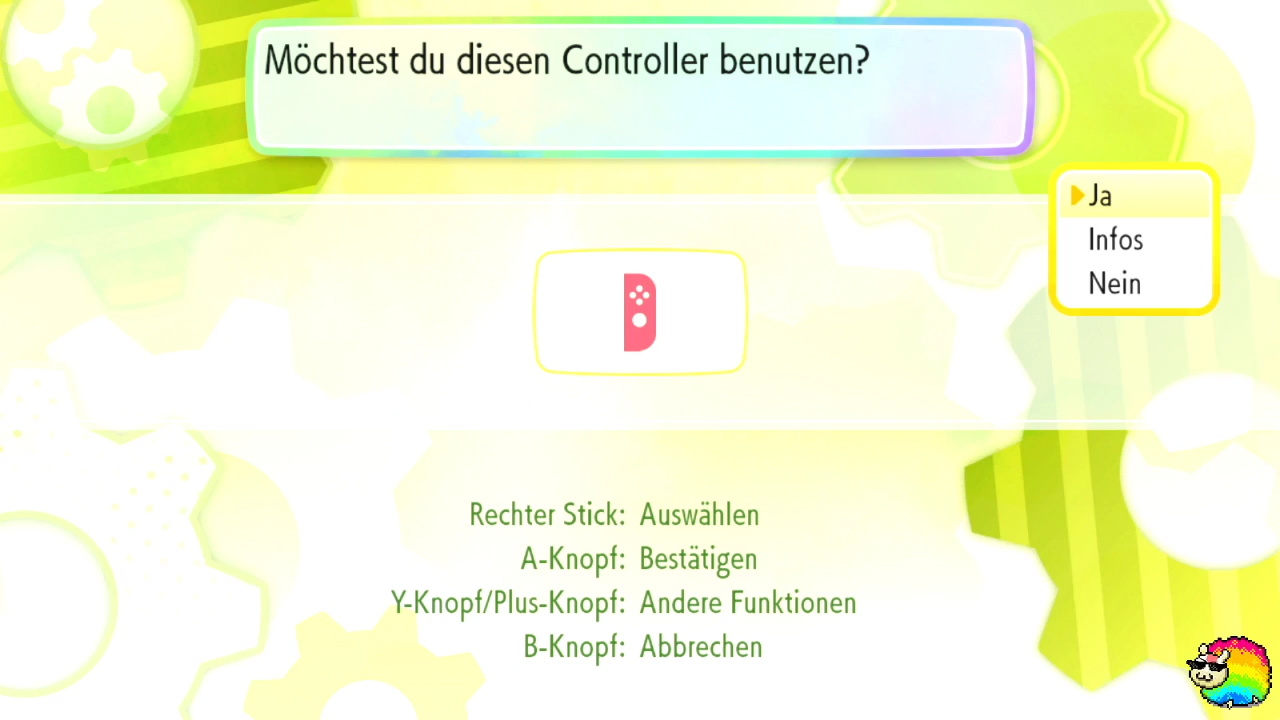 Möchtest du diesen Controller benutzen?
Ja
Infos
Nein
Rechter Stick: Auswählen
A-Knopf: Bestätigen
Y-Knopf/Plus-Knopf: Andere Funktionen
B-Knopf: Abbrechen